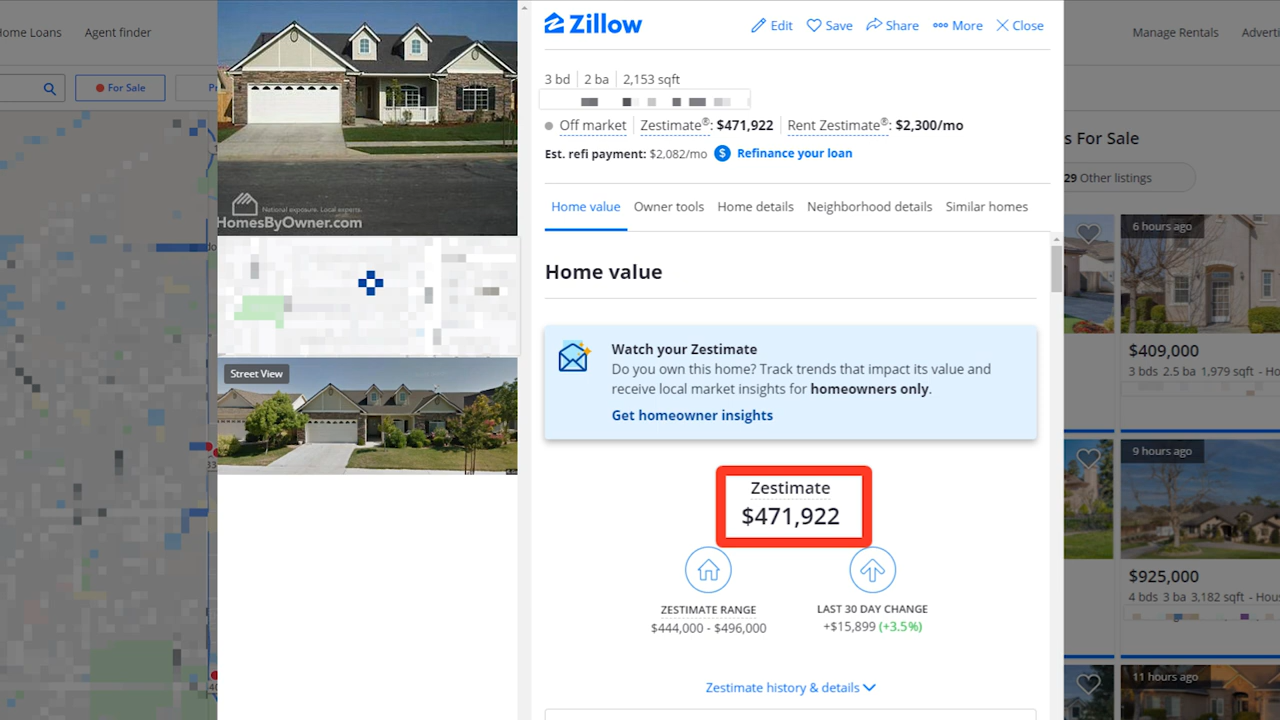 Home Loans
Agent finder
Manage Rentals
For Sale
National exposure. Local experts.
HomesByOwner.com
Street View
Zillow
Edit
Save
Share
More
Close
3 bd
2 ba
2,153 sqft
Off market
Zestimate®: $471,922
Rent Zestimate®: $2,300/mo
Est. refi payment: $2,082/mo
$ Refinance your loan
Home value
Owner tools
Home details
Neighborhood details
Similar homes
Home value
Watch your Zestimate
Do you own this home? Track trends that impact its value and
receive local market insights for homeowners only.
Get homeowner insights
Zestimate
$471,922
ZESTIMATE RANGE
$444,000 - $496,000
LAST 30 DAY CHANGE
+$15,899 (+3.5%)
Zestimate history & details
s For Sale
29 Other listings
6 hours ago
$409,000
3 bds 2.5 ba 1,979 sqft - Ho
9 hours ago
$925,000
4 bds 3 ba 3,182 sqft - Hous
11 hours ago